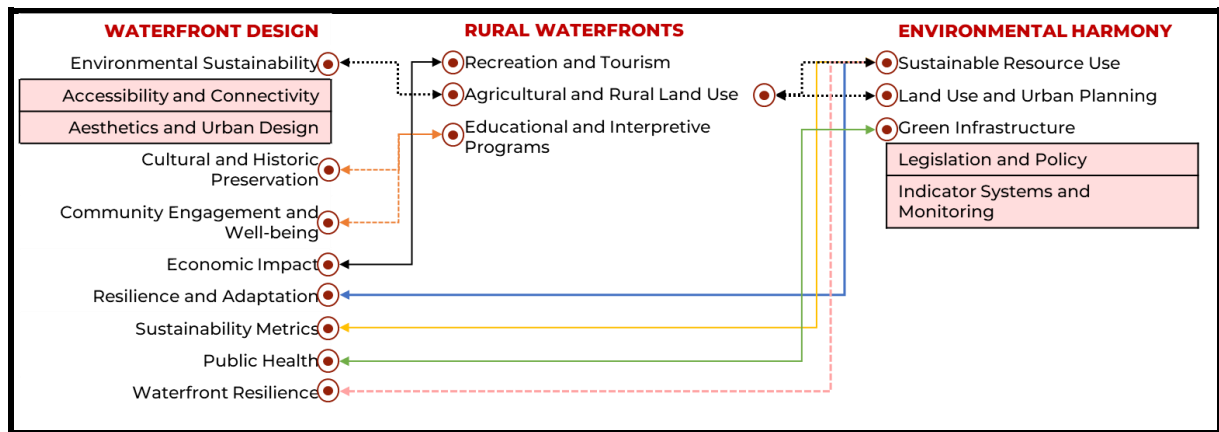 WATERFRONT DESIGN
Environmental Sustainability
Accessibility and Connectivity
Aesthetics and Urban Design
Cultural and Historic
Preservation
Community Engagement and
Well-being
Economic Impact
Resilience and Adaptation
Sustainability Metrics
Public Health
Waterfront Resilience
RURAL WATERFRONTS
Recreation and Tourism
Agricultural and Rural Land Use
Educational and Interpretive
Programs
ENVIRONMENTAL HARMONY
Sustainable Resource Use
Land Use and Urban Planning
Green Infrastructure
Legislation and Policy
Indicator Systems and
Monitoring